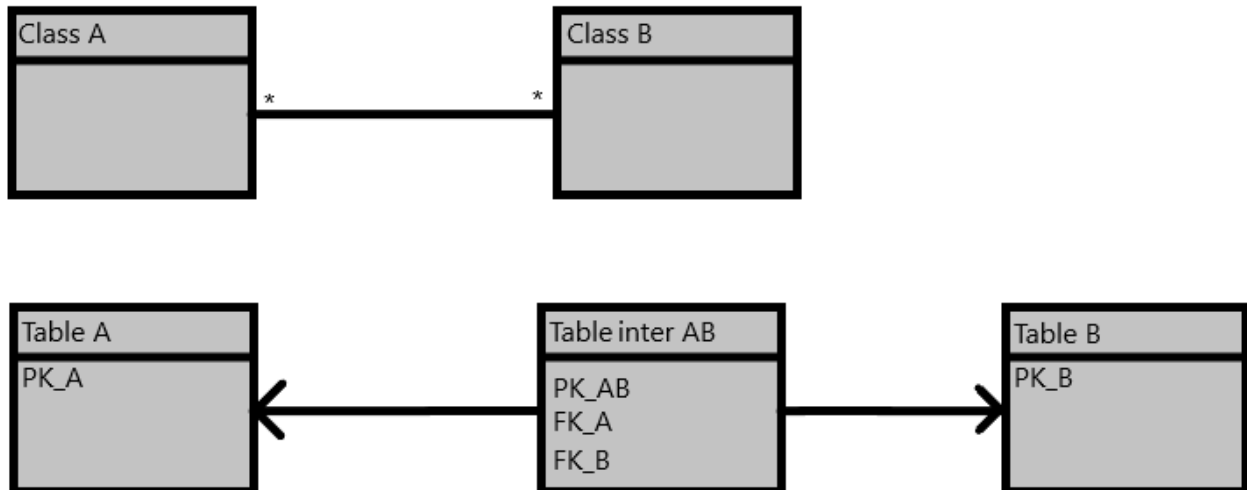 Class A
Class B
*
*
Table A
Table inter AB
Table B
PK_A
PK_AB
FK_A
FK_B
PK_B